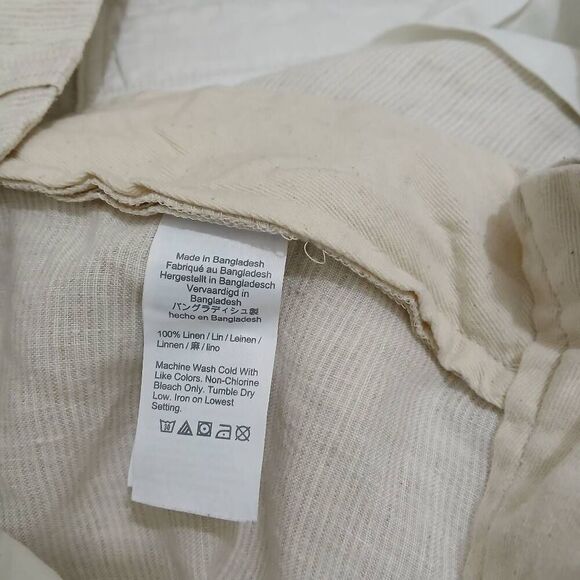 Made in Bangladesh
Fabriqué au Bangladesh
Hergestellt in Bangladesch
Vervaardigd in
Bangladesh
バングラディシュ製
hecho en Bangladesh
100% Linen / Lin / Leinen /
Linnen / 麻 / lino
Machine Wash Cold With
Like Colors. Non-Chlorine
Bleach Only. Tumble Dry
Low. Iron on Lowest
Setting.